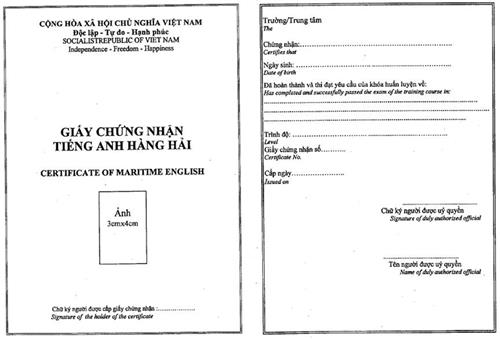 CỘNG HÒA XÃ HỘI CHỦ NGHĨA VIỆT NAM
Độc lập - Tự do - Hạnh phúc
SOCIALISTREPUBLIC OF VIET NAM
Independence - Freedom - Happiness
GIẤY CHỨNG NHẬN
TIẾNG ANH HÀNG HẢI
CERTIFICATE OF MARITIME ENGLISH
Ảnh
3cmx4cm
Chữ ký người được cấp giấy chứng nhận :...................
Signature of the holder of the certificate
Trường/Trung tâm
The
Chứng nhận:...................
Certifies that
Ngày sinh: ...................
Date of birth
Đã hoàn thành và thi đạt yêu cầu của khóa huấn luyện về:
Has completed and successfully passed the exam of the training course in:
Trình độ: ...................
Level
Giấy chứng nhận số...................
Certificate No.
Cấp ngày...................
Issued on
Chữ ký người được uỷ quyền
Signature of duly authorized official
Tên người được uỷ quyền
Name of duly authorized official